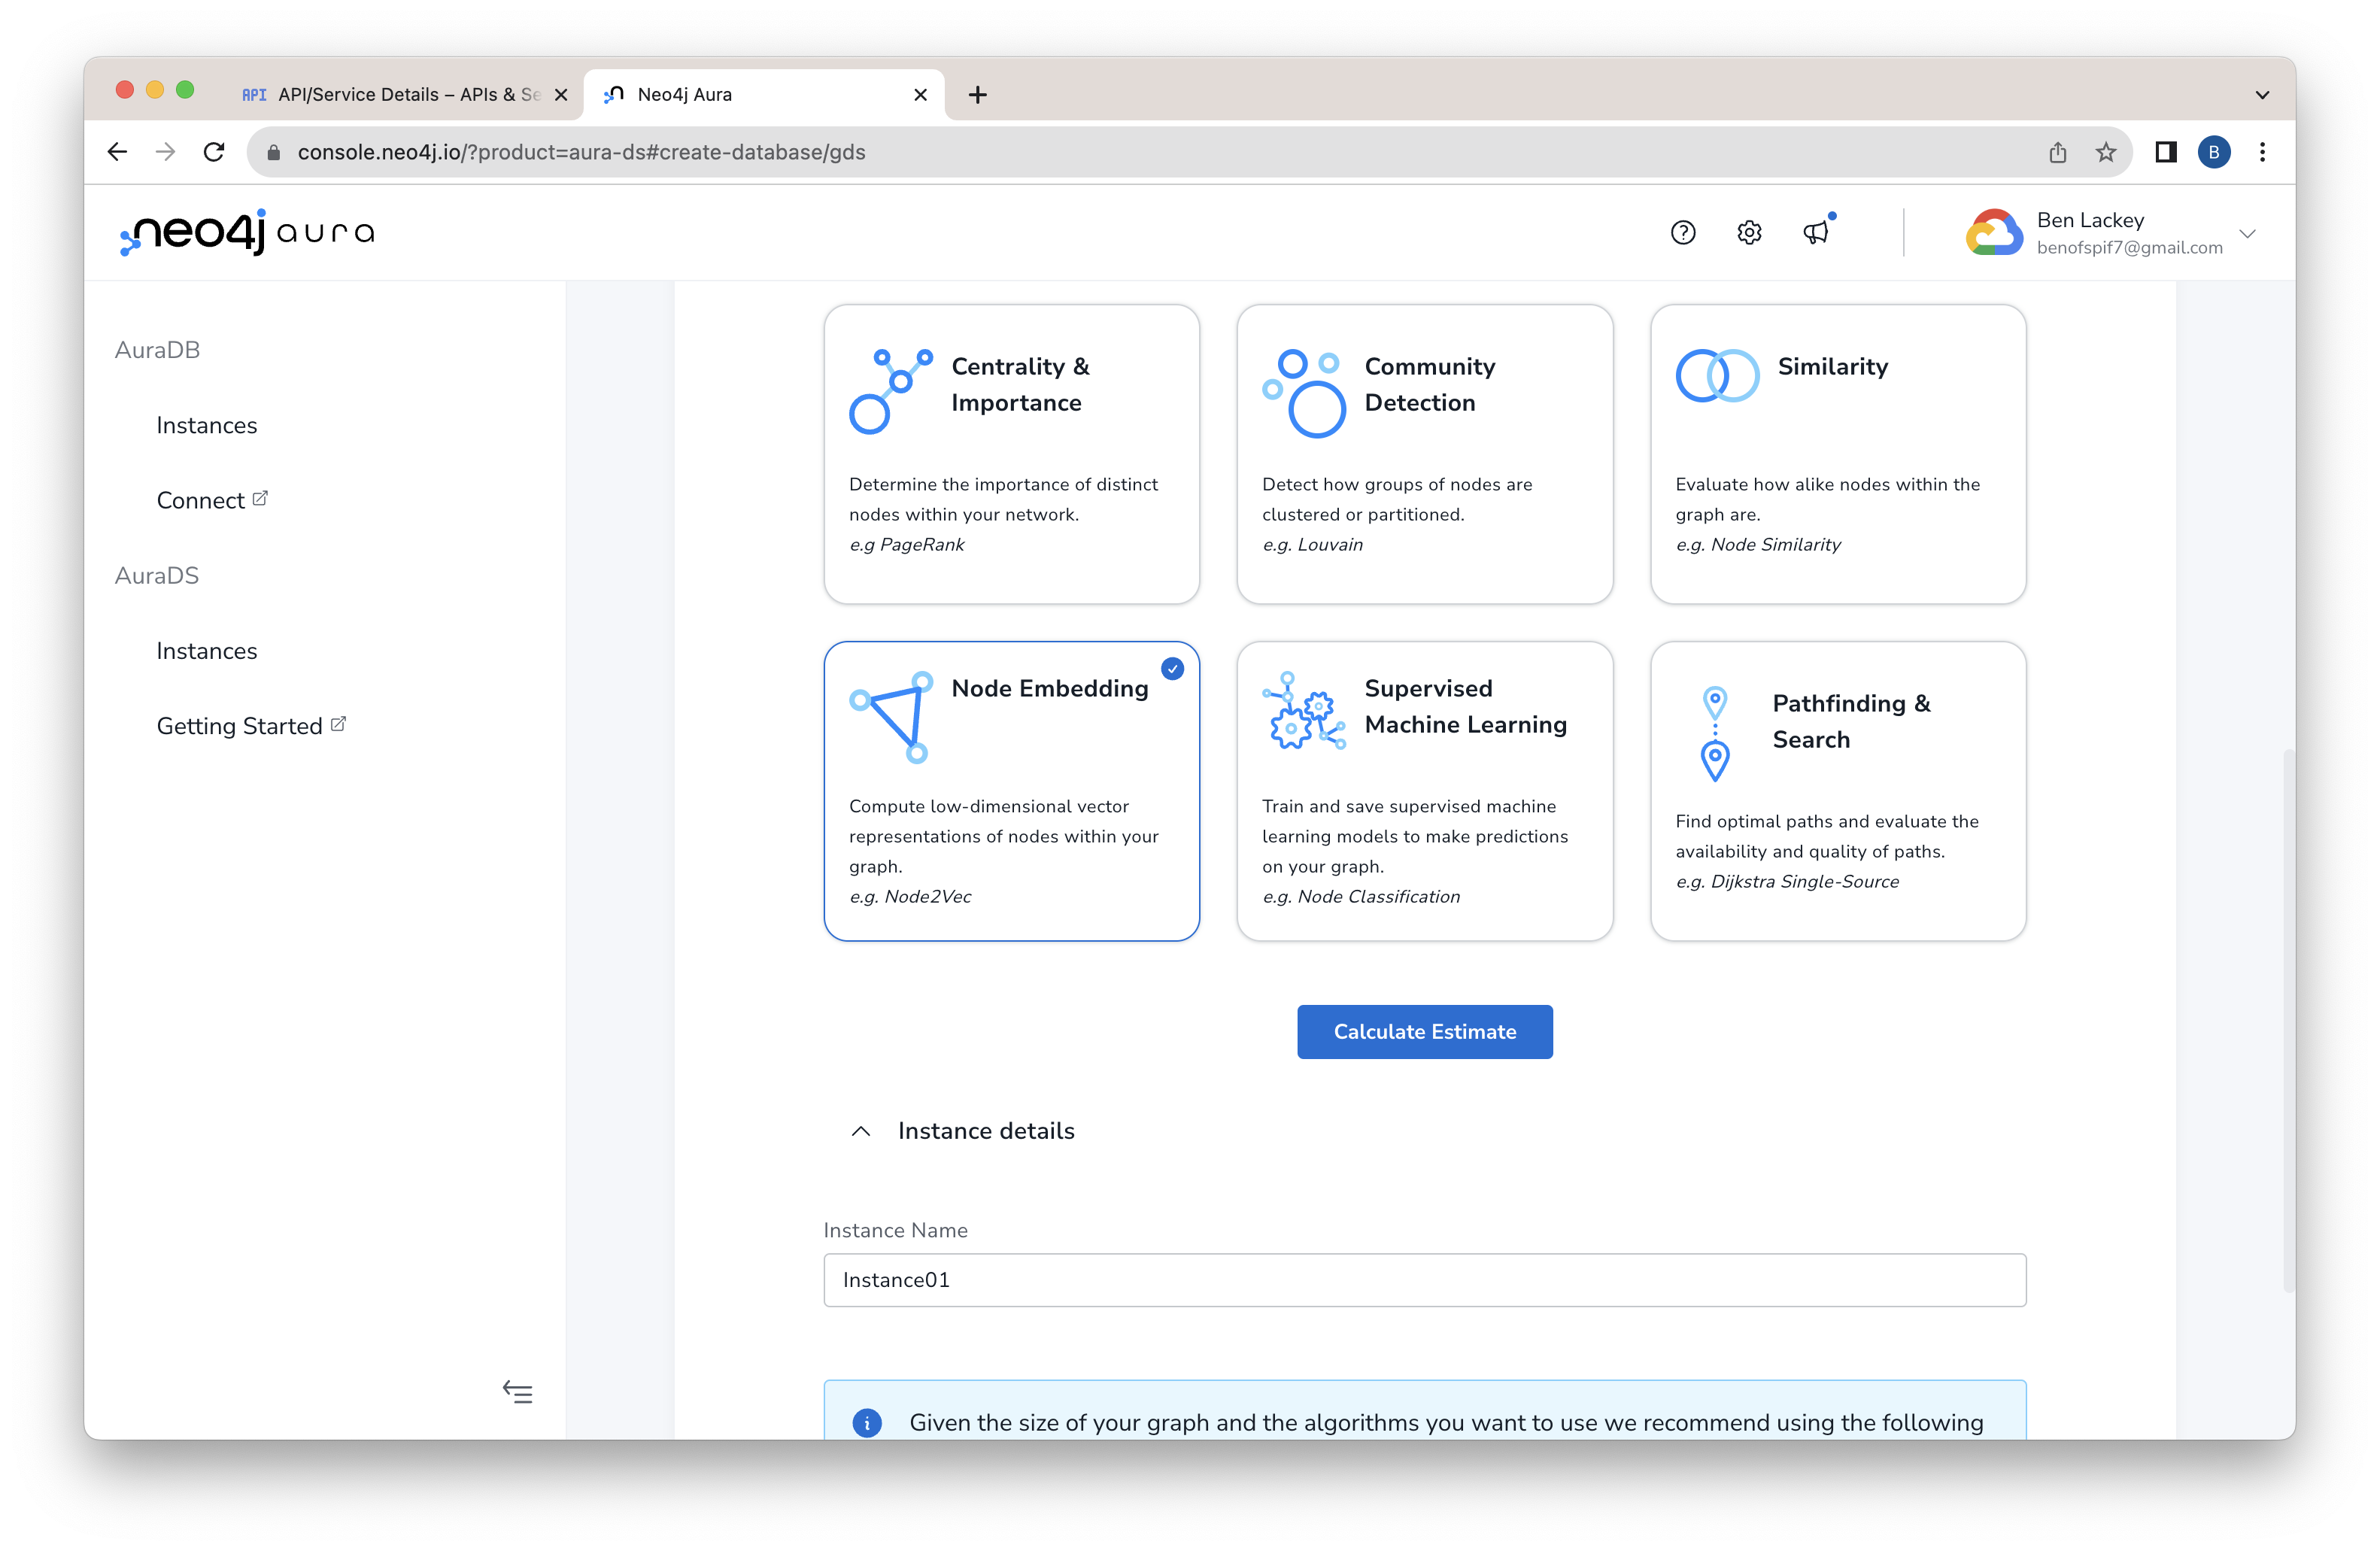 API API/Service Details – APIs & Se
Neo4j Aura
console.neo4j.io/?product=aura-ds#create-database/gds
B
neo4j aura
Ben Lackey
benofspif7@gmail.com
AuraDB
Instances
Connect
AuraDS
Instances
Getting Started
Centrality &
Importance
Determine the importance of distinct
nodes within your network.
e.g PageRank
Community
Detection
Detect how groups of nodes are
clustered or partitioned.
e.g. Louvain
Similarity
Evaluate how alike nodes within the
graph are.
e.g. Node Similarity
Node Embedding
Compute low-dimensional vector
representations of nodes within your
graph.
e.g. Node2Vec
Supervised
Machine Learning
Train and save supervised machine
learning models to make predictions
on your graph.
e.g. Node Classification
Pathfinding &
Search
Find optimal paths and evaluate the
availability and quality of paths.
e.g. Dijkstra Single-Source
Calculate Estimate
Instance details
Instance Name
Instance01
Given the size of your graph and the algorithms you want to use we recommend using the following